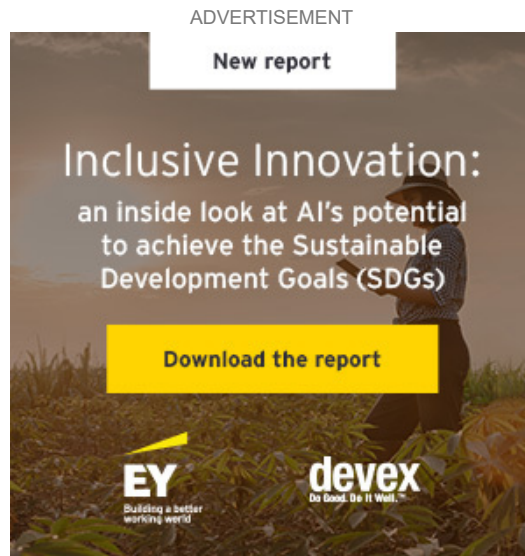 ADVERTISEMENT
New report
Inclusive Innovation:
an inside look at AI's potential
to achieve the Sustainable
Development Goals (SDGs)
Download the report
EY
Building a better
working world
devex
Do Good. Do It Well.™